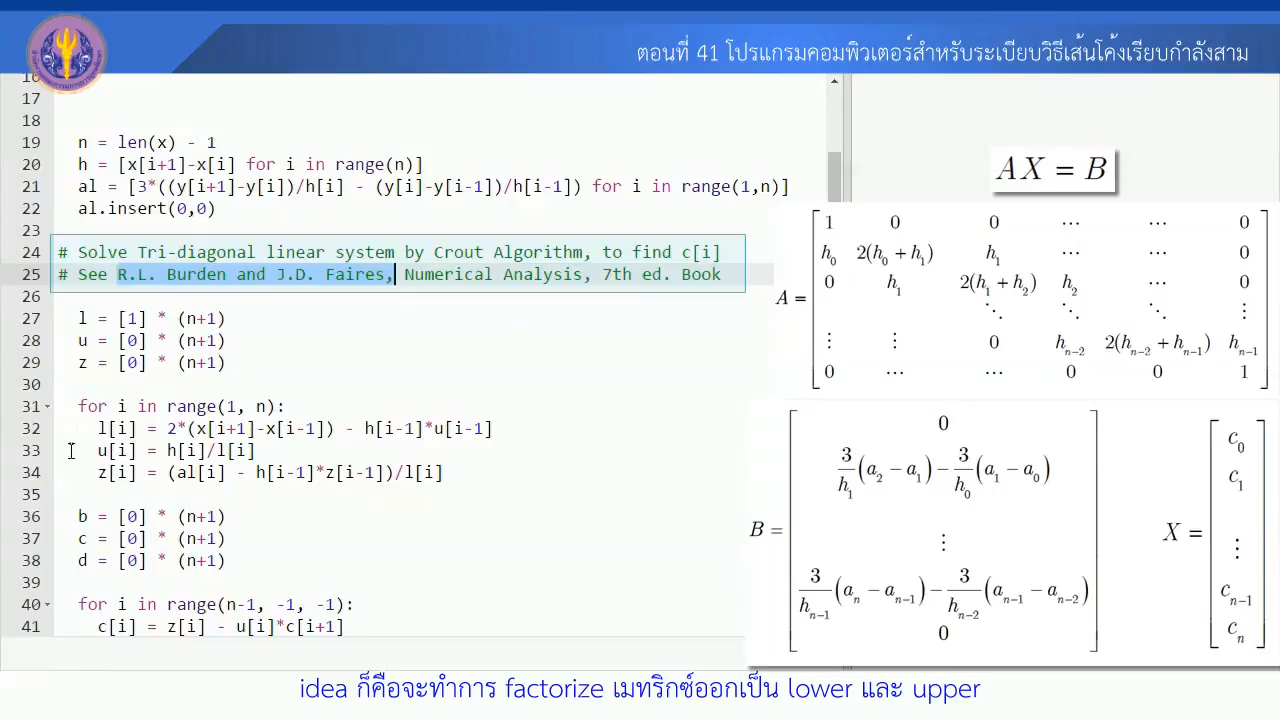 ตอนที่ 41 โปรแกรมคอมพิวเตอร์สำหรับระเบียบวิธีเส้นโค้งเรียบกำลังสาม
16
17
18
19 n = len(x) - 1
20 h = [x[i+1]-x[i] for i in range(n)]
21 al = [3*((y[i+1]-y[i])/h[i] - (y[i]-y[i-1])/h[i-1]) for i in range(1,n)]
22 al.insert(0,0)
23
24 # Solve Tri-diagonal linear system by Crout Algorithm, to find c[i]
25 # See R.L. Burden and J.D. Faires, Numerical Analysis, 7th ed. Book
26
27 l = [1] * (n+1)
28 u = [0] * (n+1)
29 z = [0] * (n+1)
30
31 for i in range(1, n):
32 l[i] = 2*(x[i+1]-x[i-1]) - h[i-1]*u[i-1]
33 u[i] = h[i]/l[i]
34 z[i] = (al[i] - h[i-1]*z[i-1])/l[i]
35
36 b = [0] * (n+1)
37 c = [0] * (n+1)
38 d = [0] * (n+1)
39
40 for i in range(n-1, -1, -1):
41 c[i] = z[i] - u[i]*c[i+1]
AX = B
1 0 0 ⋯ ⋯ 0
h₀ 2(h₀ + h₁) h₁ ⋯ ⋯ 0
A = 0 h₁ 2(h₁ + h₂) h₂ ⋯ 0
⋱ ⋱ ⋱ ⋮
⋮ ⋮ 0 hₙ₋₂ 2(hₙ₋₂ + hₙ₋₁) hₙ₋₁
0 ⋯ ⋯ 0 0 1
0
3/h₁ (a₂ − a₁) − 3/h₀ (a₁ − a₀)
B = ⋮
3/hₙ₋₁ (aₙ − aₙ₋₁) − 3/hₙ₋₂ (aₙ₋₁ − aₙ₋₂)
0
c₀
c₁
X = ⋮
cₙ₋₁
cₙ
idea ก็คือจะทำการ factorize เมทริกซ์ออกเป็น lower และ upper